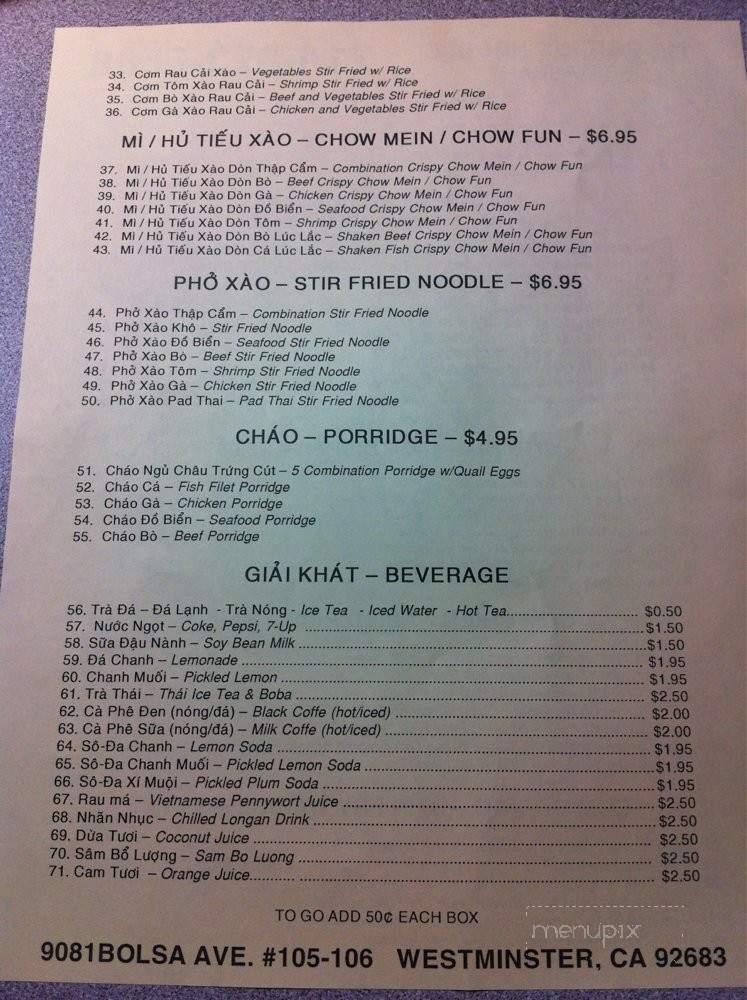 33. Cơm Rau Cải Xào – Vegetables Stir Fried w/ Rice
34. Cơm Tôm Xào Rau Cải – Shrimp Stir Fried w/ Rice
35. Cơm Bò Xào Rau Cải – Beef and Vegetables Stir Fried w/ Rice
36. Cơm Gà Xào Rau Cải – Chicken and Vegetables Stir Fried w/ Rice
MÌ / HỦ TIẾU XÀO – CHOW MEIN / CHOW FUN – $6.95
37. Mì / Hủ Tiếu Xào Dòn Thập Cẩm – Combination Crispy Chow Mein / Chow Fun
38. Mì / Hủ Tiếu Xào Dòn Bò – Beef Crispy Chow Mein / Chow Fun
39. Mì / Hủ Tiếu Xào Dòn Gà – Chicken Crispy Chow Mein / Chow Fun
40. Mì / Hủ Tiếu Xào Dòn Đồ Biển – Seafood Crispy Chow Mein / Chow Fun
41. Mì / Hủ Tiếu Xào Dòn Tôm – Shrimp Crispy Chow Mein / Chow Fun
42. Mì / Hủ Tiếu Xào Dòn Bò Lúc Lắc – Shaken Beef Crispy Chow Mein / Chow Fun
43. Mì / Hủ Tiếu Xào Dòn Cá Lúc Lắc – Shaken Fish Crispy Chow Mein / Chow Fun
PHỞ XÀO – STIR FRIED NOODLE – $6.95
44. Phở Xào Thập Cẩm – Combination Stir Fried Noodle
45. Phở Xào Khô – Stir Fried Noodle
46. Phở Xào Đồ Biển – Seafood Stir Fried Noodle
47. Phở Xào Bò – Beef Stir Fried Noodle
48. Phở Xào Tôm – Shrimp Stir Fried Noodle
49. Phở Xào Gà – Chicken Stir Fried Noodle
50. Phở Xào Pad Thai – Pad Thai Stir Fried Noodle
CHÁO – PORRIDGE – $4.95
51. Cháo Ngủ Châu Trứng Cút – 5 Combination Porridge w/Quail Eggs
52. Cháo Cá – Fish Filet Porridge
53. Cháo Gà – Chicken Porridge
54. Cháo Đồ Biển – Seafood Porridge
55. Cháo Bò – Beef Porridge
GIẢI KHÁT – BEVERAGE
56. Trà Đá – Đá Lạnh - Trà Nóng - Ice Tea - Iced Water - Hot Tea.......... $0.50
57. Nước Ngọt – Coke, Pepsi, 7-Up .......... $1.50
58. Sữa Đậu Nành – Soy Bean Milk .......... $1.50
59. Đá Chanh – Lemonade .......... $1.95
60. Chanh Muối – Pickled Lemon .......... $1.95
61. Trà Thái – Thái Ice Tea & Boba .......... $2.50
62. Cà Phê Đen (nóng/đá) – Black Coffe (hot/iced) .......... $2.00
63. Cà Phê Sữa (nóng/đá) – Milk Coffe (hot/iced) .......... $2.00
64. Sô-Đa Chanh – Lemon Soda .......... $1.95
65. Sô-Đa Chanh Muối – Pickled Lemon Soda .......... $1.95
66. Sô-Đa Xí Muội – Pickled Plum Soda .......... $1.95
67. Rau má – Vietnamese Pennywort Juice .......... $2.50
68. Nhãn Nhục – Chilled Longan Drink .......... $2.50
69. Dừa Tươi – Coconut Juice .......... $2.50
70. Sâm Bổ Lượng – Sam Bo Luong .......... $2.50
71. Cam Tươi – Orange Juice.......... $2.50
TO GO ADD 50¢ EACH BOX
menupix
9081BOLSA AVE. #105-106 WESTMINSTER, CA 92683